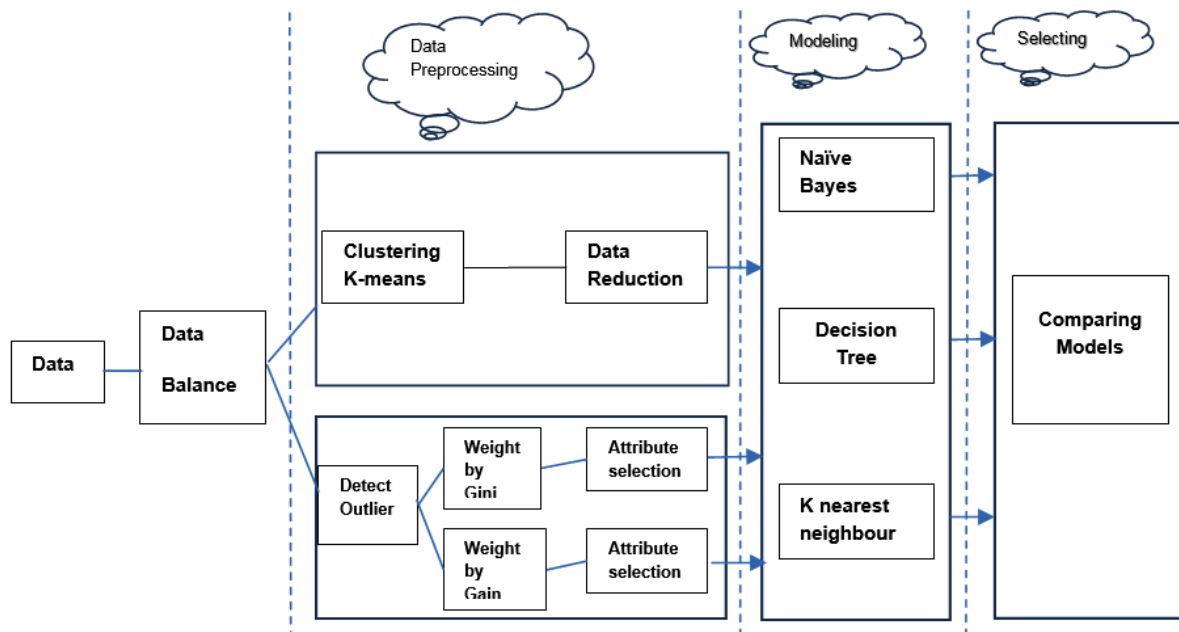 Data
Preprocessing
Modeling
Selecting
Data
Data
Balance
Clustering
K-means
Data
Reduction
Detect
Outlier
Weight
by
Gini
Attribute
selection
Weight
by
Gain
Attribute
selection
Naïve
Bayes
Decision
Tree
K nearest
neighbour
Comparing
Models